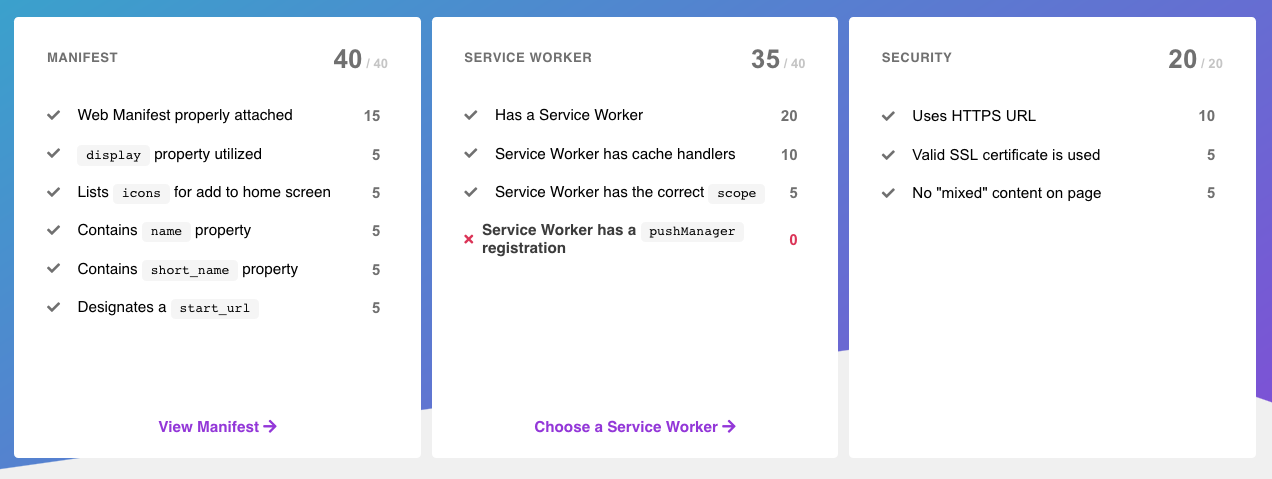 MANIFEST
40 / 40
Web Manifest properly attached 15
display property utilized 5
Lists icons for add to home screen 5
Contains name property 5
Contains short_name property 5
Designates a start_url 5
View Manifest
SERVICE WORKER
35 / 40
Has a Service Worker 20
Service Worker has cache handlers 10
Service Worker has the correct scope 5
Service Worker has a pushManager
registration 0
Choose a Service Worker
SECURITY
20 / 20
Uses HTTPS URL 10
Valid SSL certificate is used 5
No "mixed" content on page 5